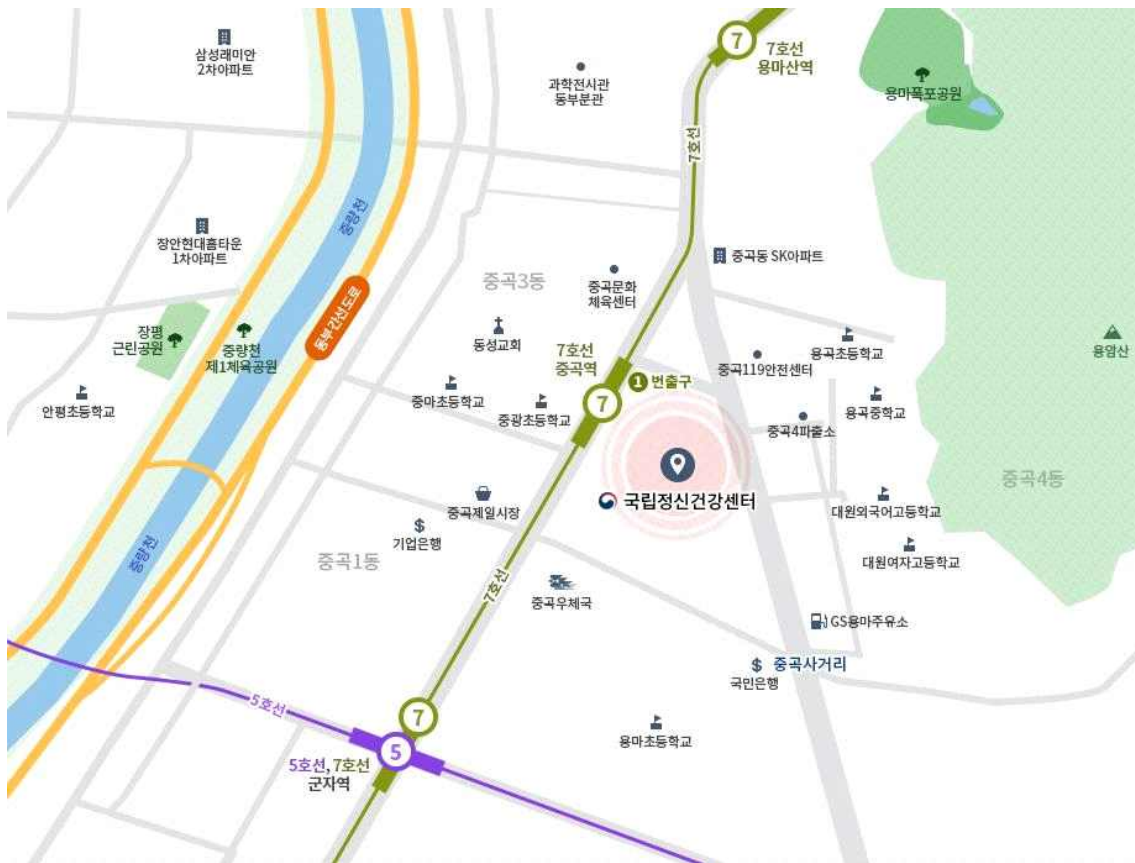 7
7호선
용마산역
삼성래미안
2차아파트
과학전시관
동부분관
용마폭포공원
7호선
중량천
장안현대홈타운
1차아파트
중곡3동
중곡문화
체육센터
중곡동 SK아파트
동부간선도로
장평
근린공원
중량천
제1체육공원
동성교회
7호선
중곡역
용곡초등학교
중곡119안전센터
용암산
1 번출구
안평초등학교
중마초등학교
중광초등학교
7
용곡중학교
중곡4파출소
중곡4동
국립정신건강센터
중곡제일시장
대원외국어고등학교
기업은행
중량천
중곡1동
대원여자고등학교
7호선
중곡우체국
GS용마주유소
중곡사거리
국민은행
5호선
7
용마초등학교
5
5호선, 7호선
군자역